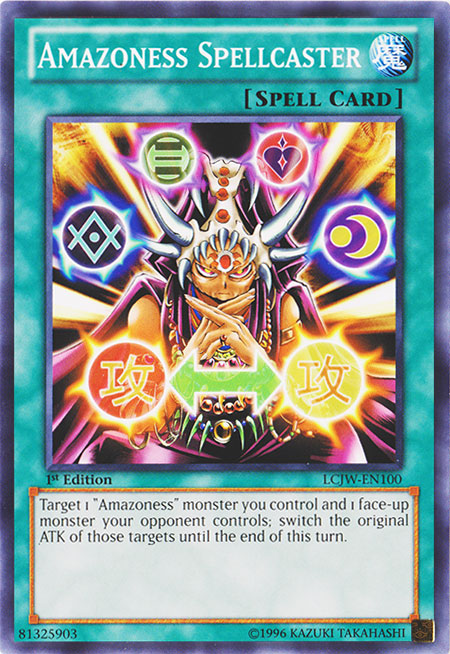 AMAZONESS SPELLCASTER
魔
[SPELL CARD]
攻 攻
1st Edition LCJW-EN100
Target 1 "Amazoness" monster you control and 1 face-up
monster your opponent controls; switch the original
ATK of those targets until the end of this turn.
81325903 ©1996 KAZUKI TAKAHASHI